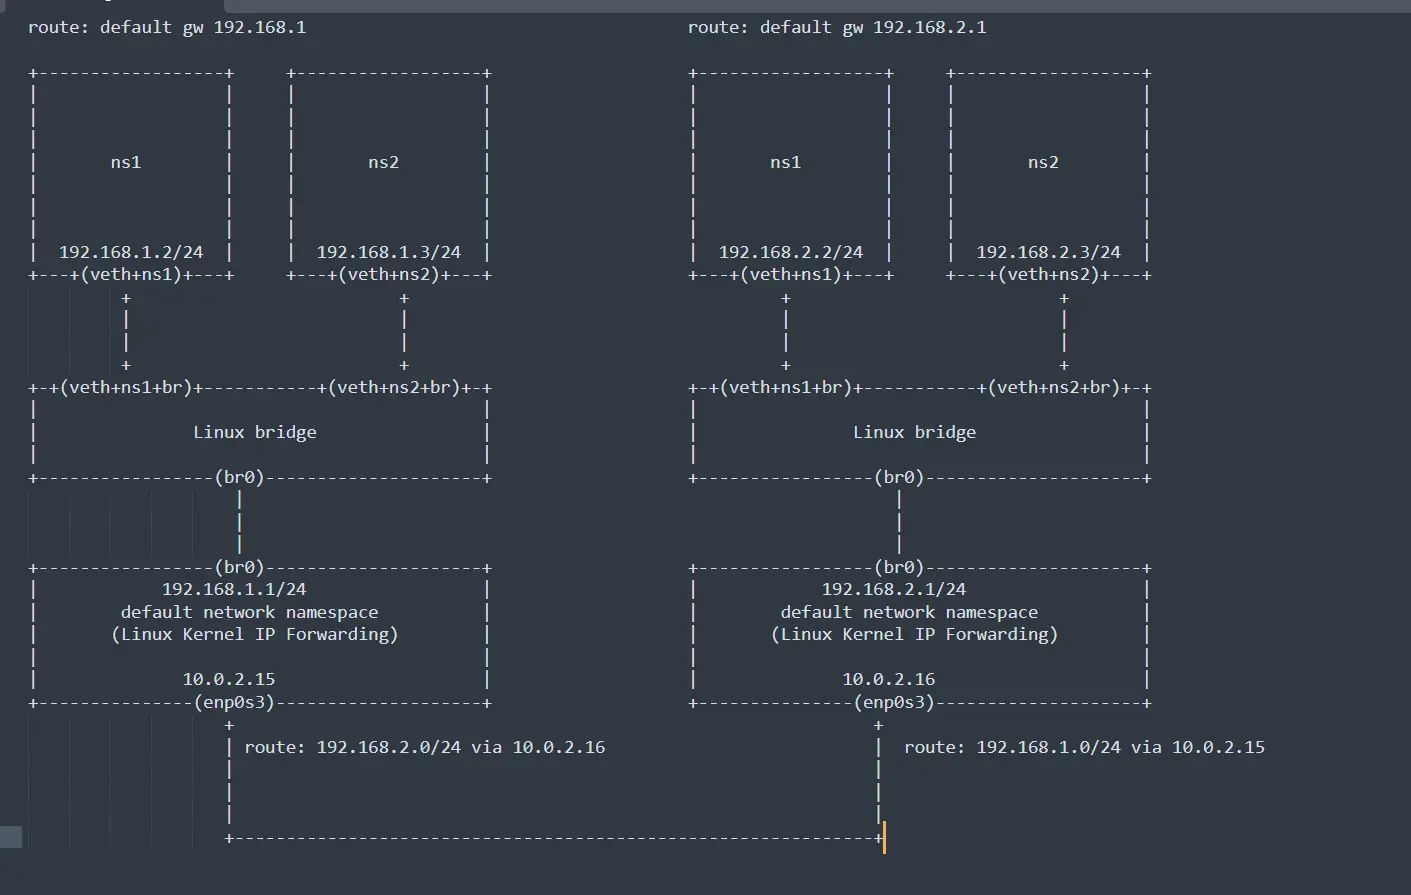 route: default gw 192.168.1 route: default gw 192.168.2.1
+------------------+ +------------------+ +------------------+ +------------------+
| | | | | | | |
| | | | | | | |
| | | | | | | |
| ns1 | | ns2 | | ns1 | | ns2 |
| | | | | | | |
| | | | | | | |
| | | | | | | |
| 192.168.1.2/24 | | 192.168.1.3/24 | | 192.168.2.2/24 | | 192.168.2.3/24 |
+---+(veth+ns1)+---+ +---+(veth+ns2)+---+ +---+(veth+ns1)+---+ +---+(veth+ns2)+---+
+ + + +
| | | |
| | | |
+ + + +
+-+(veth+ns1+br)+-----------+(veth+ns2+br)+-+ +-+(veth+ns1+br)+-----------+(veth+ns2+br)+-+
| | | |
| Linux bridge | | Linux bridge |
| | | |
+-----------------(br0)---------------------+ +-----------------(br0)---------------------+
| |
| |
| |
+-----------------(br0)---------------------+ +-----------------(br0)---------------------+
| 192.168.1.1/24 | | 192.168.2.1/24 |
| default network namespace | | default network namespace |
| (Linux Kernel IP Forwarding) | | (Linux Kernel IP Forwarding) |
| | | |
| 10.0.2.15 | | 10.0.2.16 |
+---------------(enp0s3)--------------------+ +---------------(enp0s3)--------------------+
+ +
| route: 192.168.2.0/24 via 10.0.2.16 | route: 192.168.1.0/24 via 10.0.2.15
| |
| |
| |
+--------------------------------------------------------------+